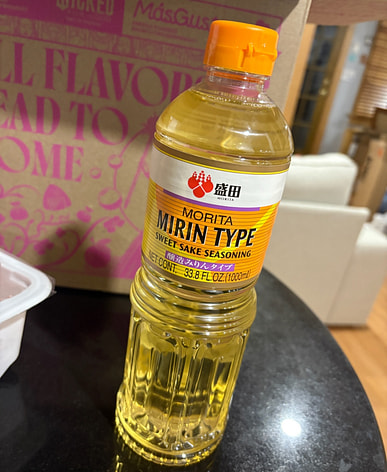 WICKED
MásGusto
LL FLAVORS
EAD TO
OME
盛田
MORITA
MORITA
MIRIN TYPE
SWEET SAKE SEASONING
醸造みりんタイプ
NET CONT. 33.8 FL OZ. (1000ml)